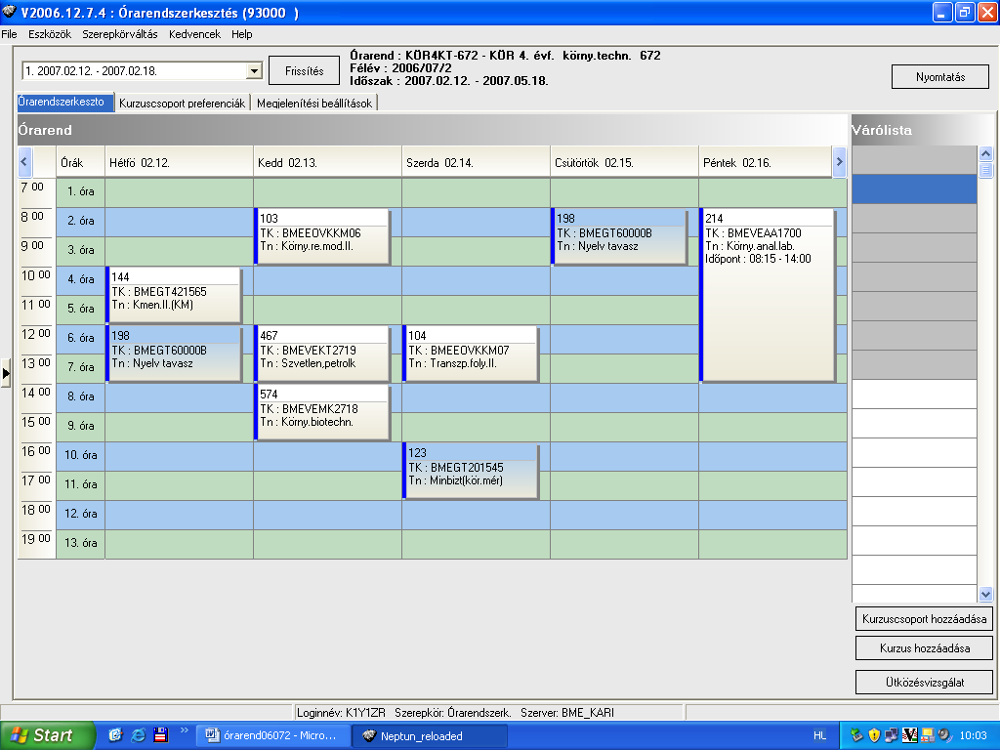 V2006.12.7.4 : Órarendszerkesztés (93000 )
File Eszközök Szerepkörváltás Kedvencek Help
1. 2007.02.12. - 2007.02.18.
Frissítés
Órarend : KÖR4KT-672 - KÜR 4. évf. körny.techn. 672
Félév : 2006/07/2
Időszak : 2007.02.12. - 2007.05.18.
Nyomtatás
Órarendszerkeszto Kurzuscsoport preferenciák Megjelenítési beállítások
Órarend
Várólista
Órák Hétfő 02.12. Kedd 02.13. Szerda 02.14. Csütörtök 02.15. Péntek 02.16.
7 00 1. óra
8 00 2. óra
9 00 3. óra
10 00 4. óra
11 00 5. óra
12 00 6. óra
13 00 7. óra
14 00 8. óra
15 00 9. óra
16 00 10. óra
17 00 11. óra
18 00 12. óra
19 00 13. óra
144
TK : BMEGT421565
Tn : Kmen.II.(KM)
198
TK : BMEGT60000B
Tn : Nyelv tavasz
103
TK : BMEEOVKKM06
Tn : Körny.re.mod.II.
467
TK : BMEVEKT2719
Tn : Szvetlen,petrolk
574
TK : BMEVEMK2718
Tn : Körny.biotechn.
104
TK : BMEEOVKKM07
Tn : Transzp.foly.II.
123
TK : BMEGT201545
Tn : Minbizt(kör.mér)
198
TK : BMEGT60000B
Tn : Nyelv tavasz
214
TK : BMEVEAA1700
Tn : Körny.anal.lab.
Időpont : 08:15 - 14:00
Kurzuscsoport hozzáadása
Kurzus hozzáadása
Ütközésvizsgálat
Loginnév: K1Y1ZR Szerepkör: Órarendszerk. Szerver: BME_KARI
Start
órarend06072 - Micro...
Neptun_reloaded
HL
10:03